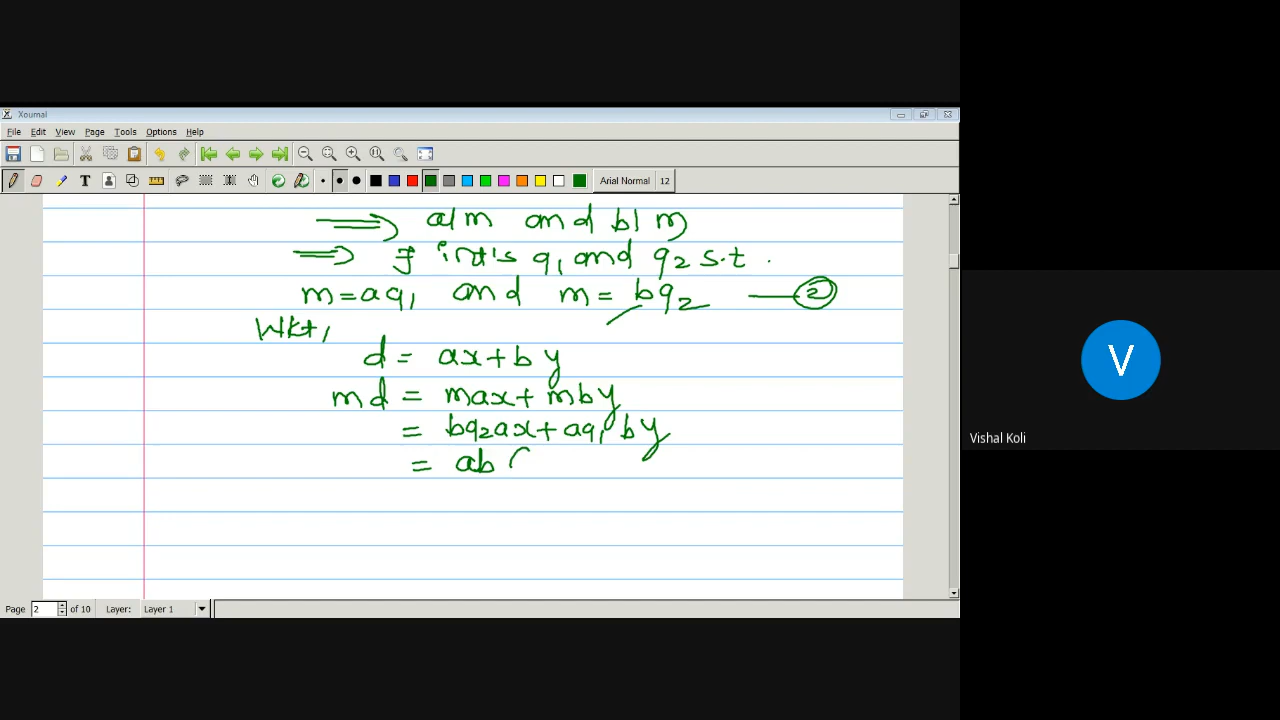 Xournal
File Edit View Page Tools Options Help
T Arial Normal 12
⟹ a|m and b|m
⟹ ∃ int's q₁ and q₂ s.t.
m = aq₁ and m = bq₂ — ②
Wkt,
d = ax + by
md = max + mby
= bq₂ax + aq₁by
= ab (
V
Vishal Koli
Page 2 of 10 Layer: Layer 1